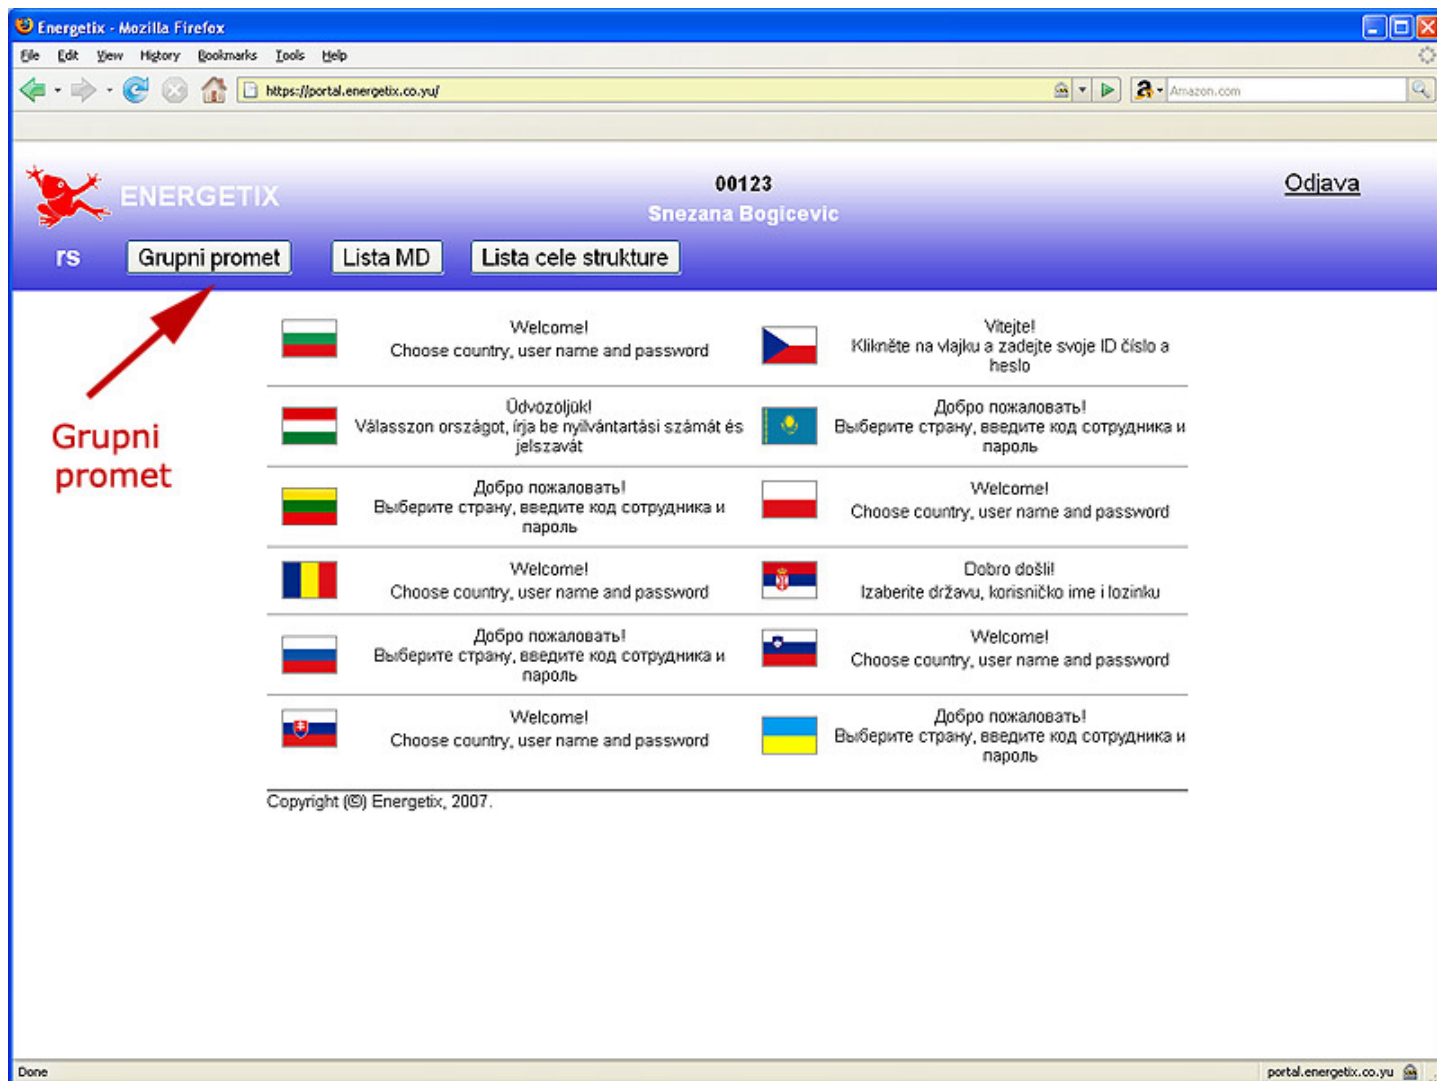 Energetix - Mozilla Firefox
File Edit View History Bookmarks Tools Help
https://portal.energetix.co.yu/
Amazon.com
ENERGETIX
00123
Snezana Bogicevic
Odjava
rs
Grupni promet
Lista MD
Lista cele strukture
Grupni
promet
Welcome!
Choose country, user name and password
Vítejte!
Klikněte na vlajku a zadejte svoje ID číslo a
heslo
Üdvozöljük!
Válasszon országot, írja be nyilvántartási számát és
jelszavát
Добро пожаловать!
Выберите страну, введите код сотрудника и
пароль
Добро пожаловать!
Выберите страну, введите код сотрудника и
пароль
Welcome!
Choose country, user name and password
Welcome!
Choose country, user name and password
Dobro došli!
Izaberite državu, korisničko ime i lozinku
Добро пожаловать!
Выберите страну, введите код сотрудника и
пароль
Welcome!
Choose country, user name and password
Welcome!
Choose country, user name and password
Добро пожаловать!
Выберите страну, введите код сотрудника и
пароль
Copyright (©) Energetix, 2007.
Done
portal.energetix.co.yu